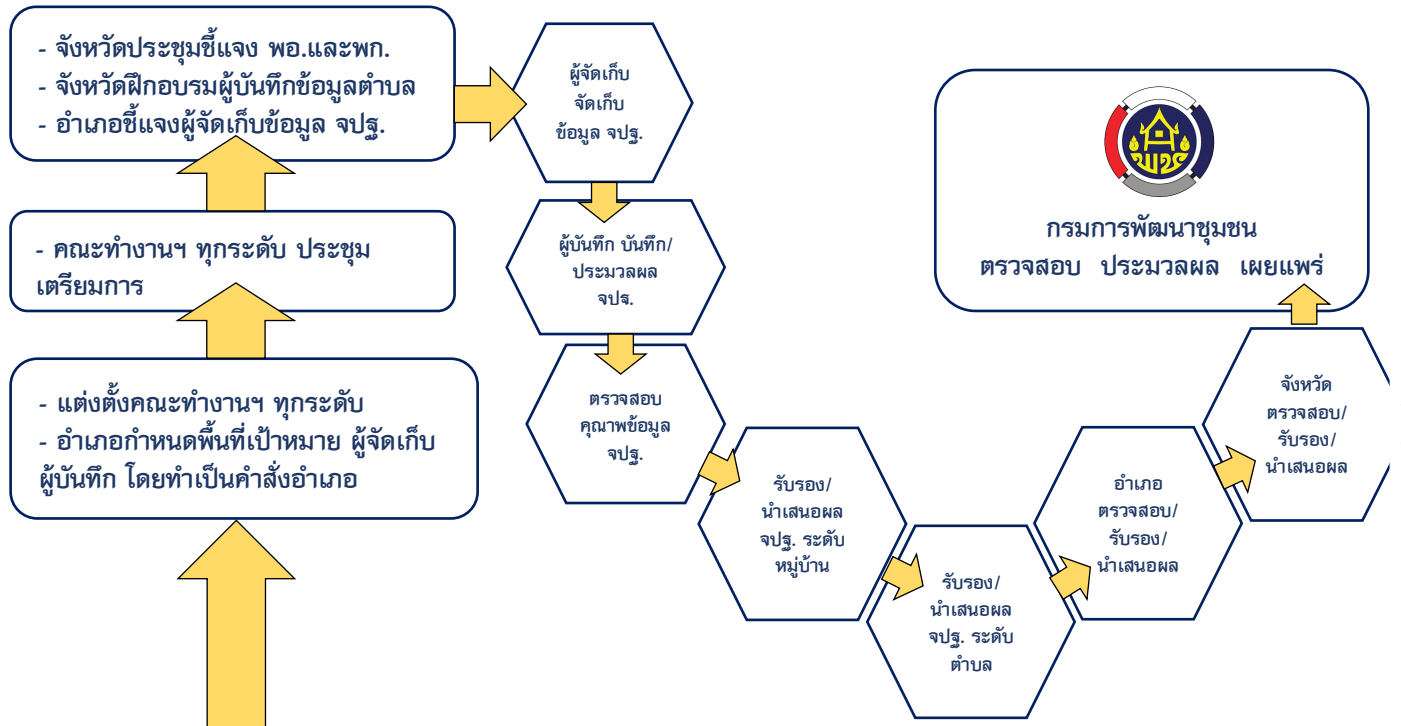 - จังหวัดประชุมชี้แจง พอ.และพก.
- จังหวัดฝึกอบรมผู้บันทึกข้อมูลตำบล
- อำเภอชี้แจงผู้จัดเก็บข้อมูล จปฐ.
- คณะทำงานฯ ทุกระดับ ประชุม
เตรียมการ
- แต่งตั้งคณะทำงานฯ ทุกระดับ
- อำเภอกำหนดพื้นที่เป้าหมาย ผู้จัดเก็บ
ผู้บันทึก โดยทำเป็นคำสั่งอำเภอ
ผู้จัดเก็บ
จัดเก็บ
ข้อมูล จปฐ.
ผู้บันทึก บันทึก/
ประมวลผล
จปฐ.
ตรวจสอบ
คุณาพข้อมูล
จปฐ.
รับรอง/
นำเสนอผล
จปฐ. ระดับ
หมู่บ้าน
รับรอง/
นำเสนอผล
จปฐ. ระดับ
ตำบล
อำเภอ
ตรวจสอบ/
รับรอง/
นำเสนอผล
จังหวัด
ตรวจสอบ/
รับรอง/
นำเสนอผล
พช
กรมการพัฒนาชุมชน
ตรวจสอบ ประมวลผล เผยแพร่